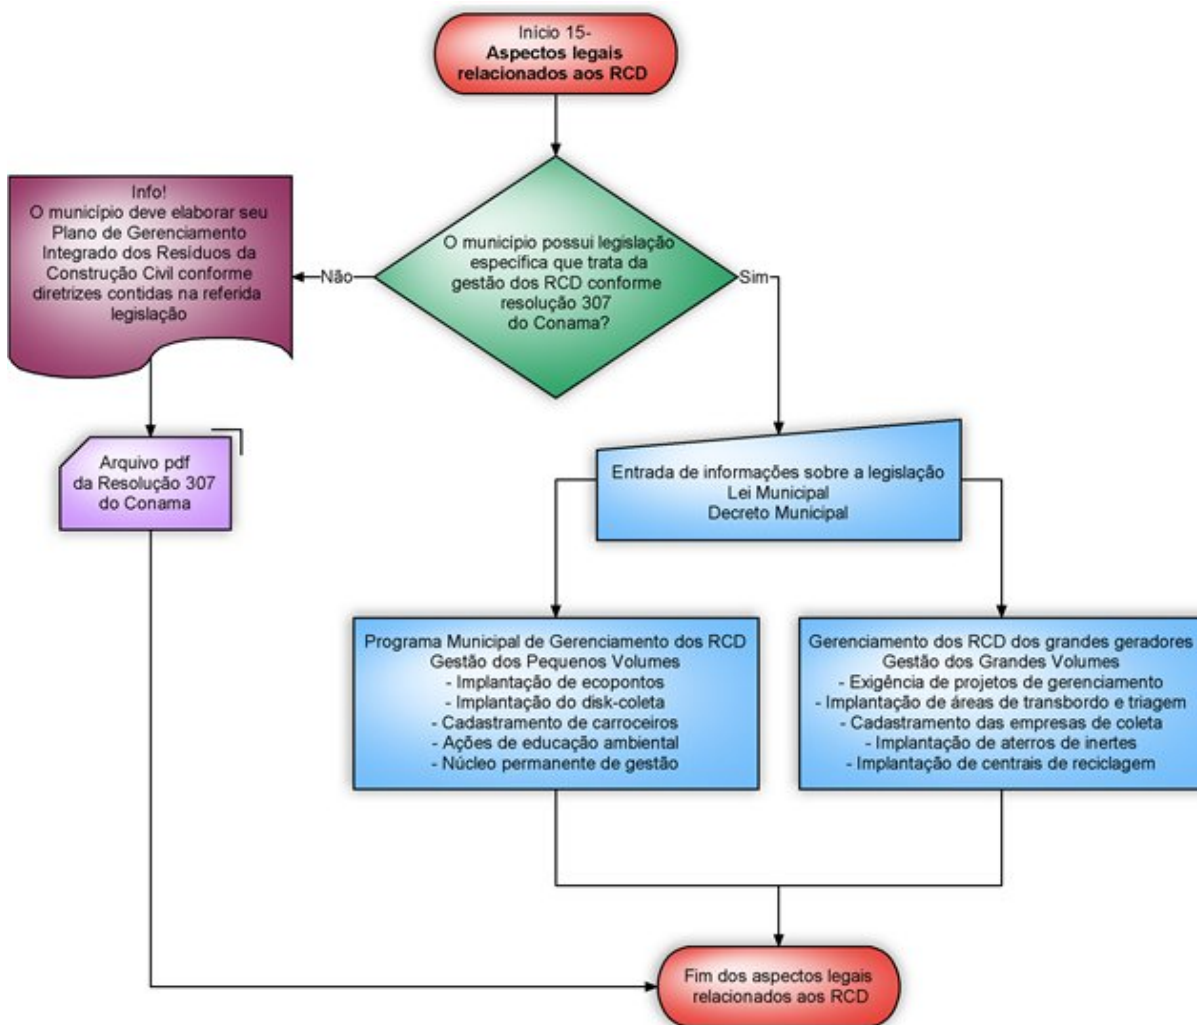 Início 15-
Aspectos legais
relacionados aos RCD
O município possui legislação
específica que trata da
gestão dos RCD conforme
resolução 307
do Conama?
Não
Sim
Info!
O município deve elaborar seu
Plano de Gerenciamento
Integrado dos Resíduos da
Construção Civil conforme
diretrizes contidas na referida
legislação
Arquivo pdf
da Resolução 307
do Conama
Entrada de informações sobre a legislação
Lei Municipal
Decreto Municipal
Programa Municipal de Gerenciamento dos RCD
Gestão dos Pequenos Volumes
- Implantação de ecopontos
- Implantação do disk-coleta
- Cadastramento de carroceiros
- Ações de educação ambiental
- Núcleo permanente de gestão
Gerenciamento dos RCD dos grandes geradores
Gestão dos Grandes Volumes
- Exigência de projetos de gerenciamento
- Implantação de áreas de transbordo e triagem
- Cadastramento das empresas de coleta
- Implantação de aterros de inertes
- Implantação de centrais de reciclagem
Fim dos aspectos legais
relacionados aos RCD